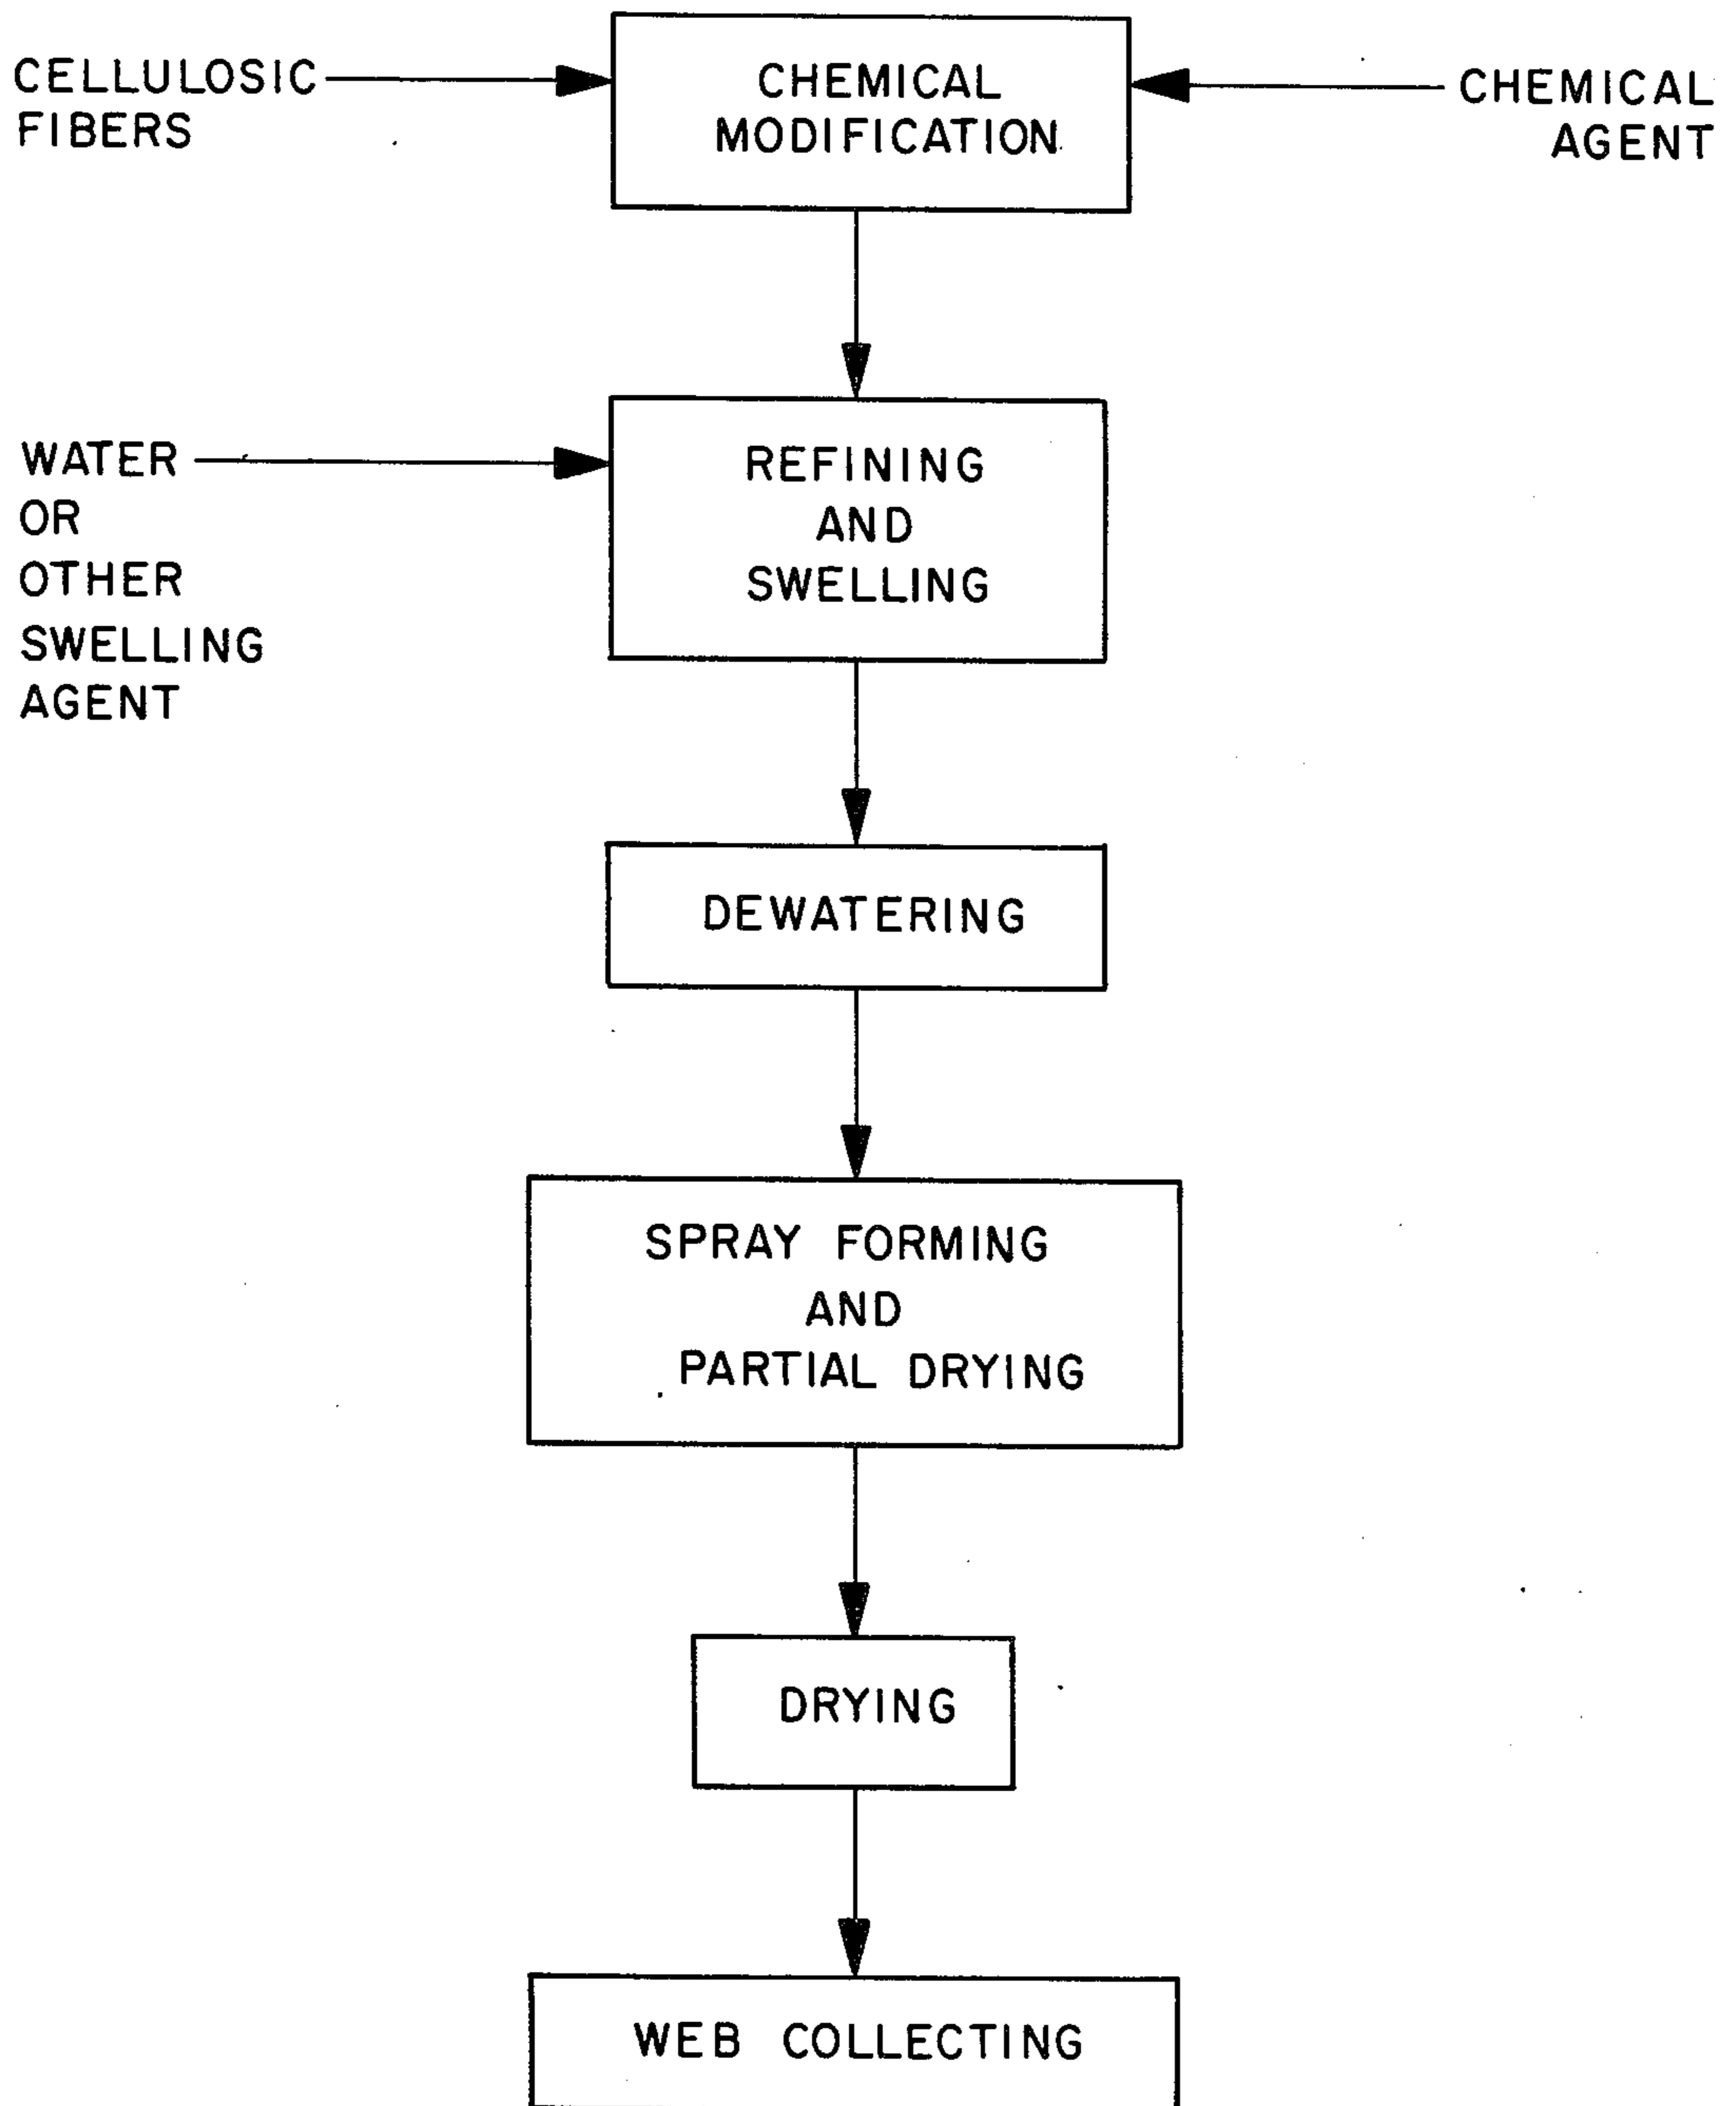 CELLULOSIC
FIBERS
CHEMICAL
MODIFICATION
CHEMICAL
AGENT
WATER
OR
OTHER
SWELLING
AGENT
REFINING
AND
SWELLING
DEWATERING
SPRAY FORMING
AND
PARTIAL DRYING
DRYING
WEB COLLECTING